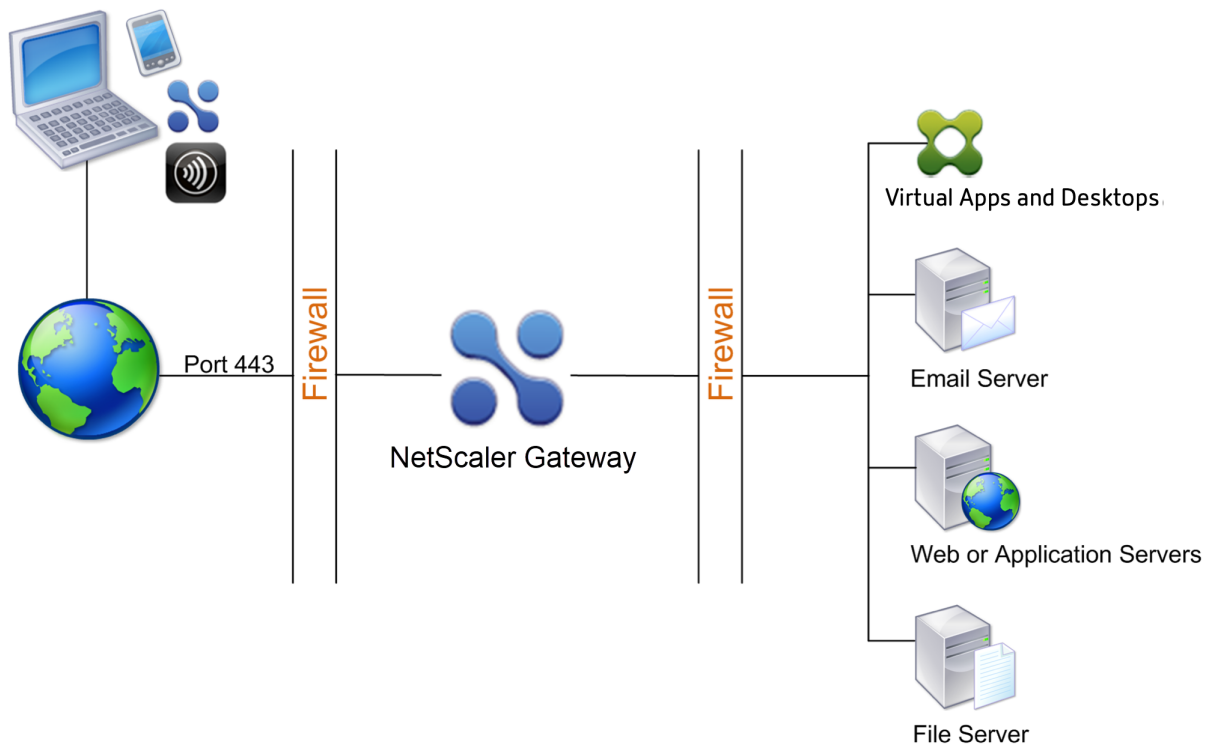 Port 443
Firewall
NetScaler Gateway
Firewall
Virtual Apps and Desktops
Email Server
Web or Application Servers
File Server